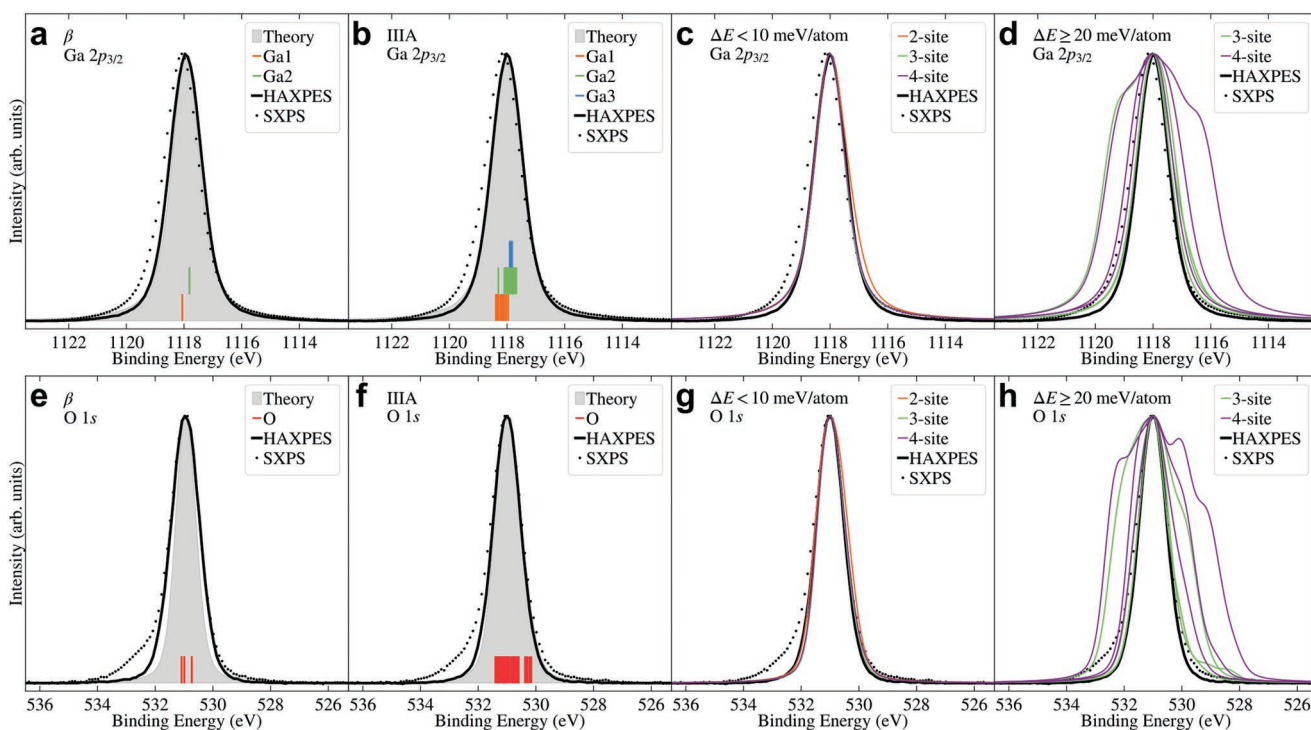 a
β
Ga 2p3/2
Theory
Ga1
Ga2
HAXPES
SXPS
b
IIIA
Ga 2p3/2
Theory
Ga1
Ga2
Ga3
HAXPES
SXPS
c
ΔE < 10 meV/atom
Ga 2p3/2
2-site
3-site
4-site
HAXPES
SXPS
d
ΔE ≥ 20 meV/atom
Ga 2p3/2
3-site
4-site
HAXPES
SXPS
Intensity (arb. units)
1122 1120 1118 1116 1114
1122 1120 1118 1116 1114
1122 1120 1118 1116 1114
1122 1120 1118 1116 1114
Binding Energy (eV)
Binding Energy (eV)
Binding Energy (eV)
Binding Energy (eV)
e
β
O 1s
Theory
O
HAXPES
SXPS
f
IIIA
O 1s
Theory
O
HAXPES
SXPS
g
ΔE < 10 meV/atom
O 1s
2-site
3-site
4-site
HAXPES
SXPS
h
ΔE ≥ 20 meV/atom
O 1s
3-site
4-site
HAXPES
SXPS
Intensity (arb. units)
536 534 532 530 528 526
536 534 532 530 528 526
536 534 532 530 528 526
536 534 532 530 528 526
Binding Energy (eV)
Binding Energy (eV)
Binding Energy (eV)
Binding Energy (eV)